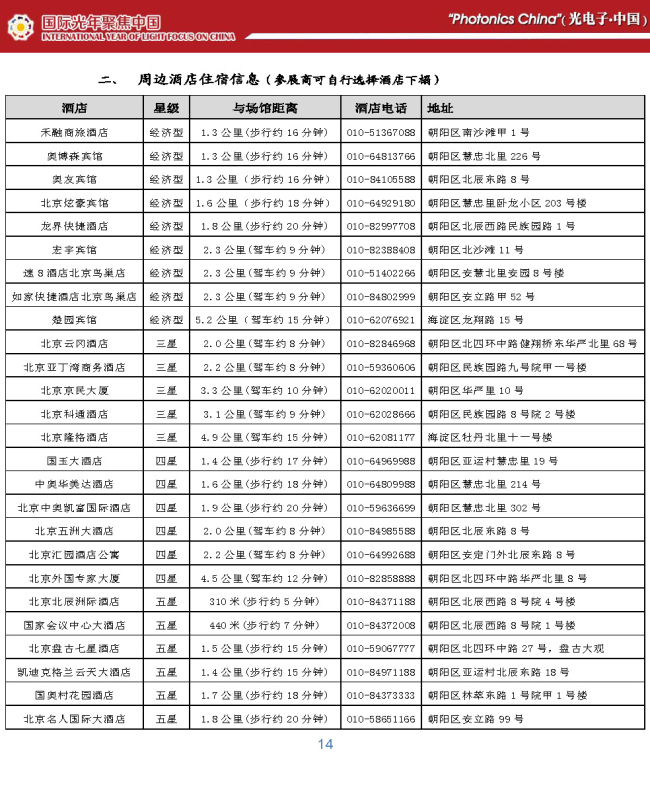 国际光年聚焦中国
INTERNATIONAL YEAR OF LIGHT FOCUS ON CHINA
"Photonics China"(光电子·中国)
二、 周边酒店住宿信息(参展商可自行选择酒店下榻)
酒店 星级 与场馆距离 酒店电话 地址
禾融商旅酒店 经济型 1.3 公里(步行约 16 分钟) 010-51367088 朝阳区南沙滩甲 1 号
奥博森宾馆 经济型 1.3 公里(步行约 16 分钟) 010-64813766 朝阳区慧忠北里 226 号
奥友宾馆 经济型 1.3 公里(步行约 16 分钟) 010-84105588 朝阳区北辰东路 8 号
北京炫豪宾馆 经济型 1.6 公里(步行约 18 分钟) 010-64929180 朝阳区慧忠里卧龙小区 203 号楼
龙界快捷酒店 经济型 1.8 公里(步行约 20 分钟) 010-82997708 朝阳区北辰西路民族园路 1 号
宏宇宾馆 经济型 2.3 公里(驾车约 9 分钟) 010-82388408 朝阳区北沙滩 11 号
速 8 酒店北京鸟巢店 经济型 2.3 公里(驾车约 9 分钟) 010-51402266 朝阳区安慧北里安园 8 号楼
如家快捷酒店北京鸟巢店 经济型 2.3 公里(驾车约 9 分钟) 010-84802999 朝阳区安立路甲 52 号
楚园宾馆 经济型 5.2 公里(驾车约 15 分钟) 010-62076921 海淀区龙翔路 15 号
北京云冈酒店 三星 2.0 公里(驾车约 8 分钟) 010-82846968 朝阳区北四环中路健翔桥东华严北里 68 号
北京亚丁湾商务酒店 三星 2.2 公里(驾车约 8 分钟) 010-59360606 朝阳区民族园路九号院甲一号楼
北京京民大厦 三星 3.3 公里(驾车约 10 分钟) 010-62020011 朝阳区华严里 10 号
北京科通酒店 三星 3.1 公里(驾车约 9 分钟) 010-62028666 朝阳区民族园路 8 号院 2 号楼
北京隆格酒店 三星 4.9 公里(驾车约 15 分钟) 010-62081177 海淀区牡丹北里十一号楼
国玉大酒店 四星 1.4 公里(步行约 17 分钟) 010-64969988 朝阳区亚运村慧忠里 19 号
中奥华美达酒店 四星 1.6 公里(步行约 18 分钟) 010-64809988 朝阳区慧忠北里 214 号
北京中奥凯富国际酒店 四星 1.9 公里(步行约 20 分钟) 010-59636699 朝阳区慧忠北里 302 号
北京五洲大酒店 四星 2.0 公里(驾车约 8 分钟) 010-84985588 朝阳区北辰东路 8 号
北京汇园酒店公寓 四星 2.2 公里(驾车约 8 分钟) 010-64992688 朝阳区安定门外北辰东路 8 号
北京外国专家大厦 四星 4.5 公里(驾车约 12 分钟) 010-82858888 朝阳区北四环中路华严北里 8 号
北京北辰洲际酒店 五星 310 米(步行约 5 分钟) 010-84371188 朝阳区北辰西路 8 号院 4 号楼
国家会议中心大酒店 五星 440 米(步行约 7 分钟) 010-84372008 朝阳区北辰西路 8 号院 1 号楼
北京盘古七星酒店 五星 1.5 公里(步行约 15 分钟) 010-59067777 朝阳区北四环中路 27 号，盘古大观
凯迪克格兰云天大酒店 五星 1.4 公里(步行约 15 分钟) 010-84971188 朝阳区亚运村北辰东路 18 号
国奥村花园酒店 五星 1.7 公里(步行约 18 分钟) 010-84373333 朝阳区林萃东路 1 号院甲 1 号楼
北京名人国际大酒店 五星 1.8 公里(步行约 20 分钟) 010-58651166 朝阳区安立路 99 号
14